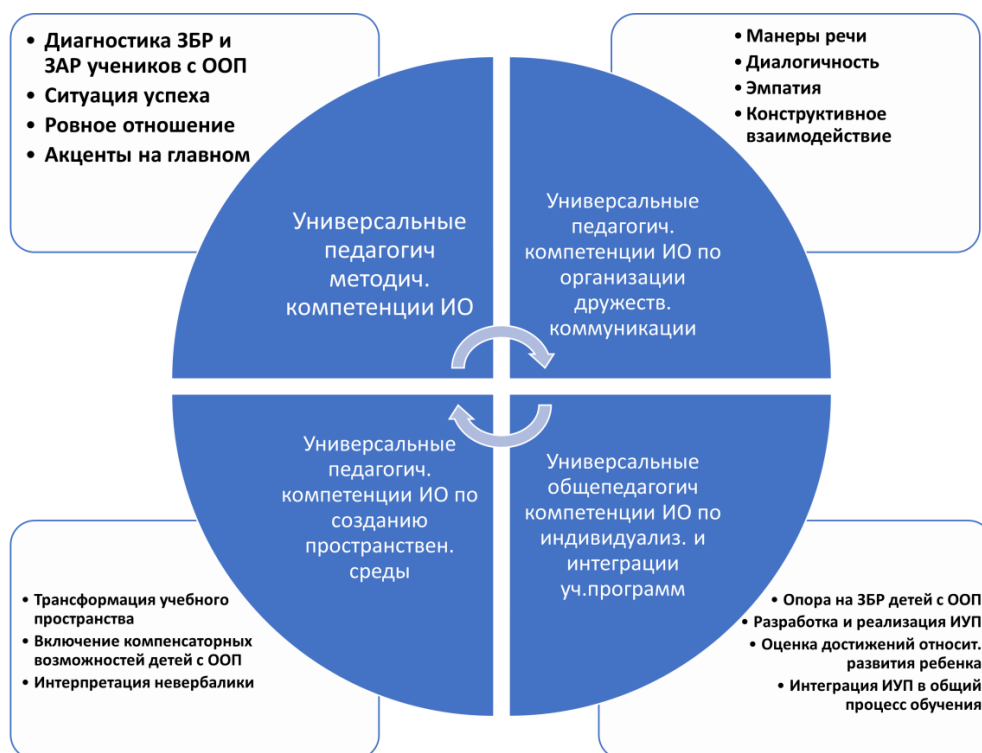 • Диагностика ЗБР и
ЗАР учеников с ООП
• Ситуация успеха
• Ровное отношение
• Акценты на главном
• Манеры речи
• Диалогичность
• Эмпатия
• Конструктивное
взаимодействие
Универсальные
педагогич
методич.
компетенции ИО
Универсальные
педагогич.
компетенции ИО по
организации
дружеств.
коммуникации
Универсальные
педагогич.
компетенции ИО по
созданию
пространствен.
среды
Универсальные
общепедагогич
компетенции ИО по
индивидуализ. и
интеграции
уч.программ
• Трансформация учебного
пространства
• Включение компенсаторных
возможностей детей с ООП
• Интерпретация невербалики
• Опора на ЗБР детей с ООП
• Разработка и реализация ИУП
• Оценка достижений относит.
развития ребенка
• Интеграция ИУП в общий
процесс обучения